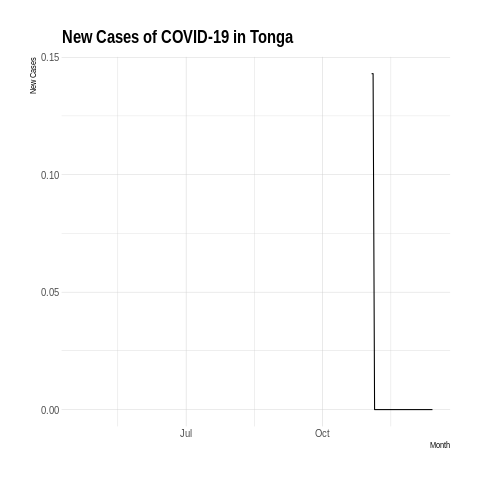 New Cases of COVID-19 in Tonga
New Cases
0.15
0.10
0.05
0.00
Jul
Oct
Month